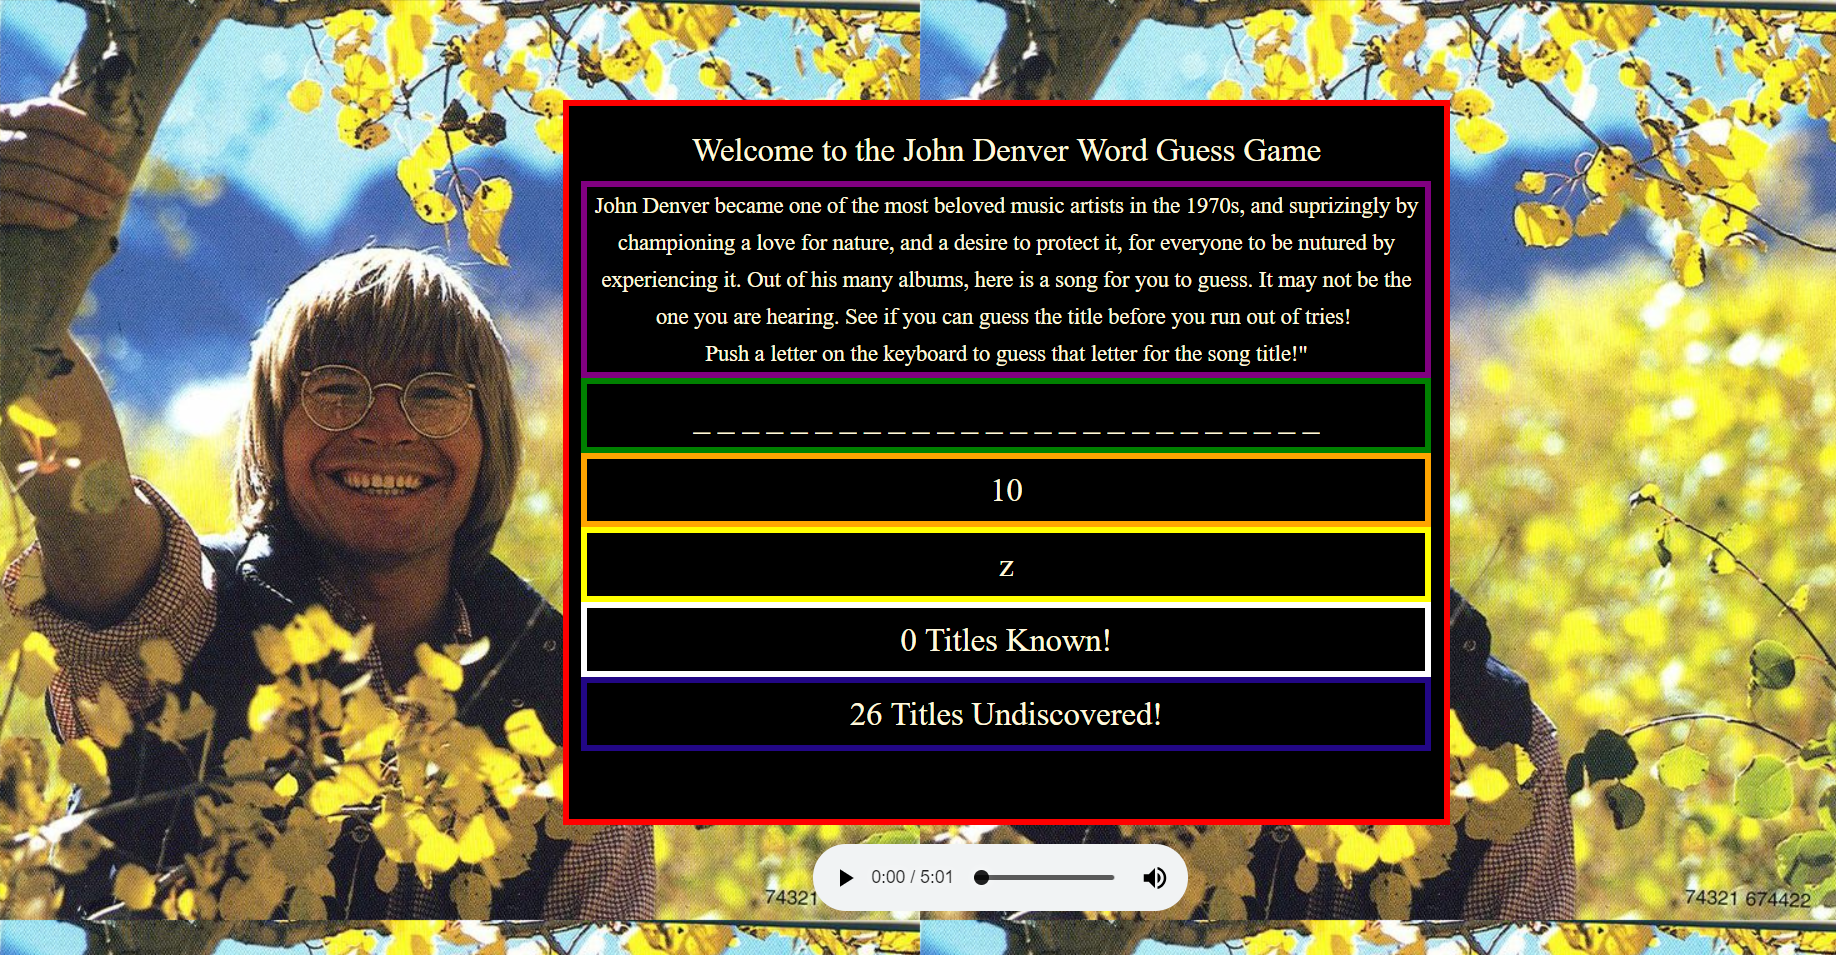 Welcome to the John Denver Word Guess Game
John Denver became one of the most beloved music artists in the 1970s, and suprizingly by
championing a love for nature, and a desire to protect it, for everyone to be nutured by
experiencing it. Out of his many albums, here is a song for you to guess. It may not be the
one you are hearing. See if you can guess the title before you run out of tries!
Push a letter on the keyboard to guess that letter for the song title!"
_ _ _ _ _ _ _ _ _ _ _ _ _ _ _ _ _ _ _ _ _ _ _ _ _ _
10
z
0 Titles Known!
26 Titles Undiscovered!
0:00 / 5:01
74321
74321 674422